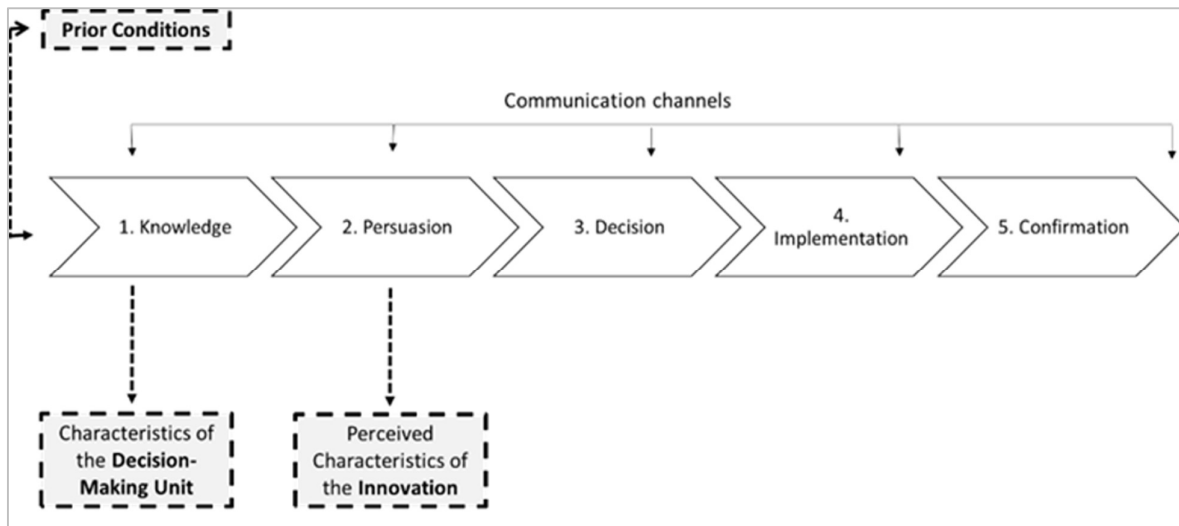 Prior Conditions
Communication channels
1. Knowledge
2. Persuasion
3. Decision
4.
Implementation
5. Confirmation
Characteristics of
the Decision-
Making Unit
Perceived
Characteristics of
the Innovation